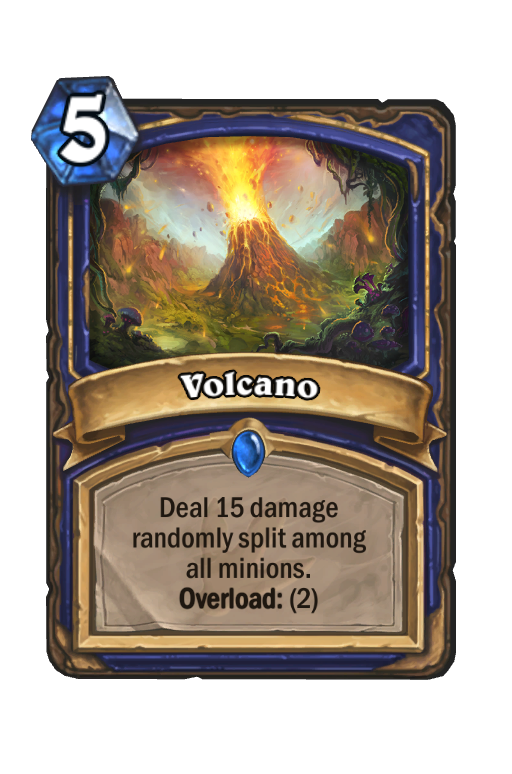 5
Volcano
Deal 15 damage
randomly split among
all minions.
Overload: (2)